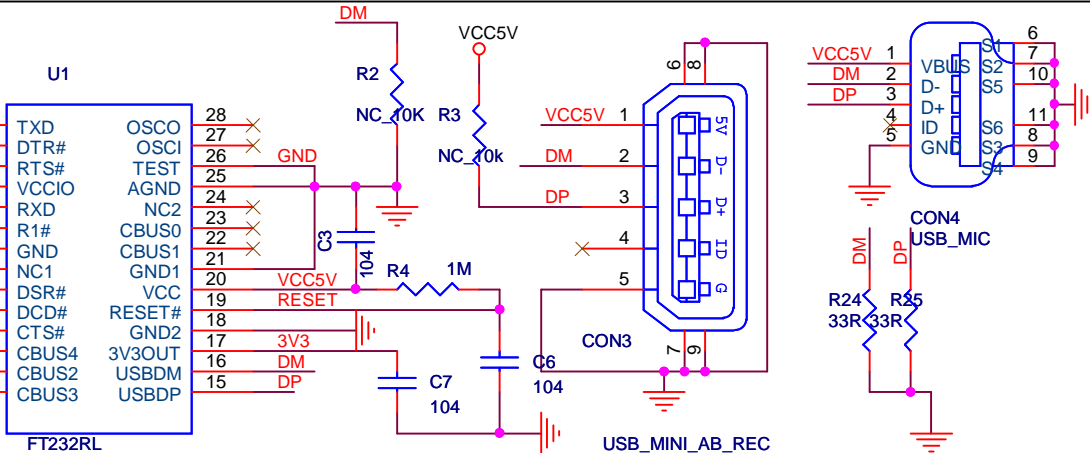 DM
U1
TXD
DTR#
RTS#
VCCIO
RXD
R1#
GND
NC1
DSR#
DCD#
CTS#
CBUS4
CBUS2
CBUS3
OSCO 28
OSCI 27
TEST 26 GND
AGND 25
NC2 24
CBUS0 23
CBUS1 22
GND1 21
VCC 20 VCC5V
RESET# 19 RESET
GND2 18
3V3OUT 17 3V3
USBDM 16 DM
USBDP 15 DP
FT232RL
R2
NC_10K
C3
104
R4 1M
C7
104
C6
104
VCC5V
R3
NC_10k
6 8
VCC5V 1 5V
DM 2 D-
DP 3 D+
4 ID
5 G
7 9
CON3
USB_MINI_AB_REC
VCC5V 1 VBUS
DM 2 D-
DP 3 D+
4 ID
5 GND
S1 6
S2 7
S5 10
S6 11
S3 8
S4 9
CON4
USB_MIC
DM DP
R24 R25
33R 33R